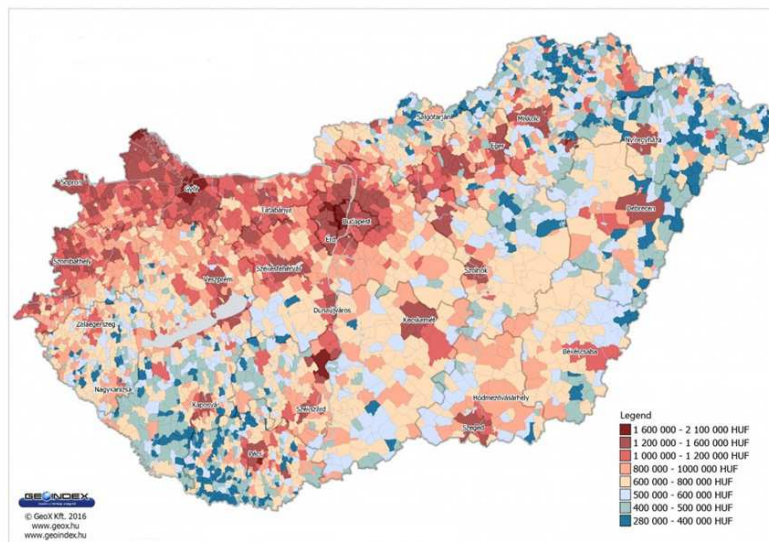 Salgótarján
Miskolc
Eger
Nyíregyháza
Sopron
Győr
Tatabánya
Budapest
Érd
Debrecen
Szombathely
Veszprém
Székesfehérvár
Szolnok
Dunaújváros
Zalaegerszeg
Kecskemét
Békéscsaba
Nagykanizsa
Kaposvár
Szekszárd
Hódmezővásárhely
Szeged
Pécs
Legend
1 600 000 - 2 100 000 HUF
1 200 000 - 1 600 000 HUF
1 000 000 - 1 200 000 HUF
800 000 - 1000 000 HUF
600 000 - 800 000 HUF
500 000 - 600 000 HUF
400 000 - 500 000 HUF
280 000 - 400 000 HUF
GEOINDEX
© GeoX Kft. 2016
www.geox.hu
www.geoindex.hu